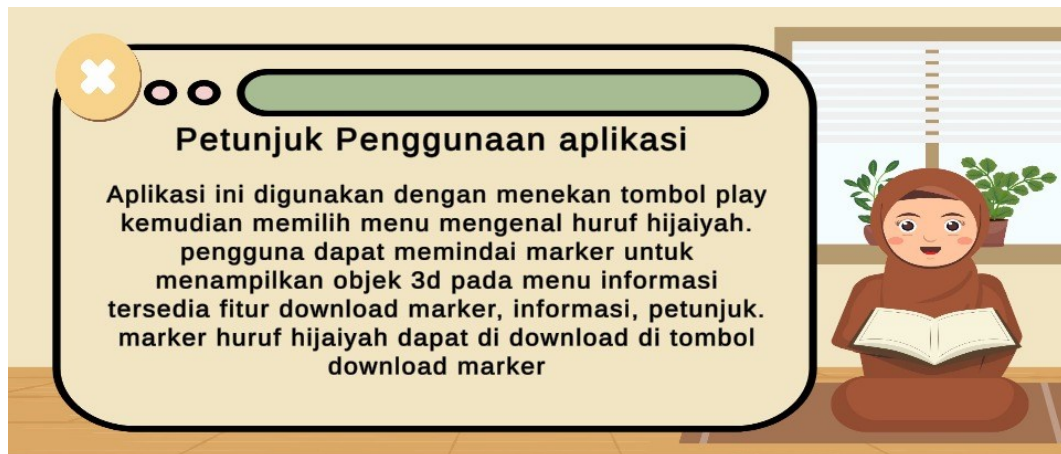 Petunjuk Penggunaan aplikasi
Aplikasi ini digunakan dengan menekan tombol play
kemudian memilih menu mengenal huruf hijaiyah.
pengguna dapat memindai marker untuk
menampilkan objek 3d pada menu informasi
tersedia fitur download marker, informasi, petunjuk.
marker huruf hijaiyah dapat di download di tombol
download marker